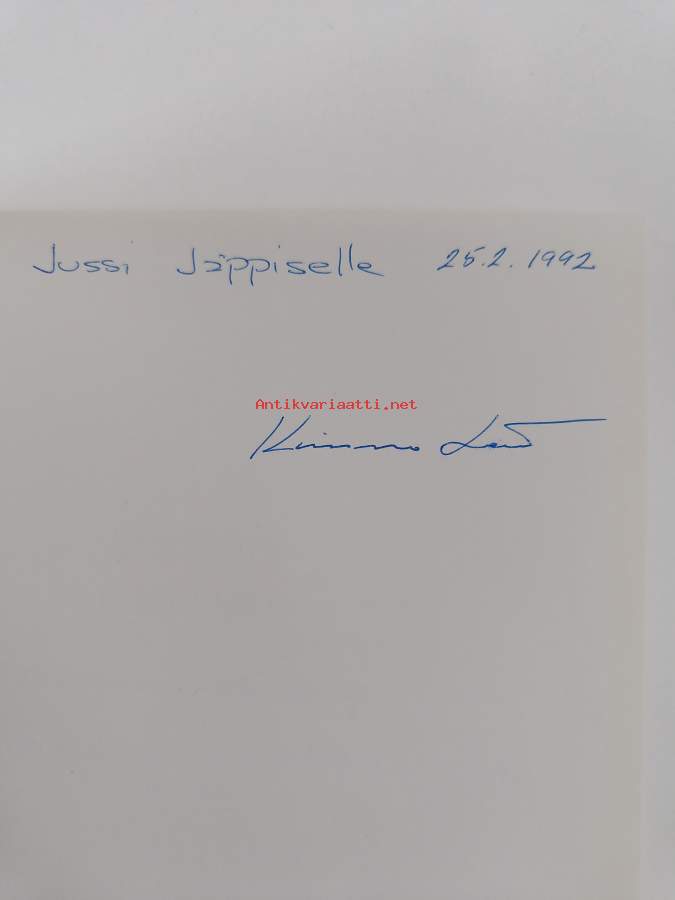 Jussi Jäppiselle 25.2.1992
Antikvariaatti.net
Kimmo